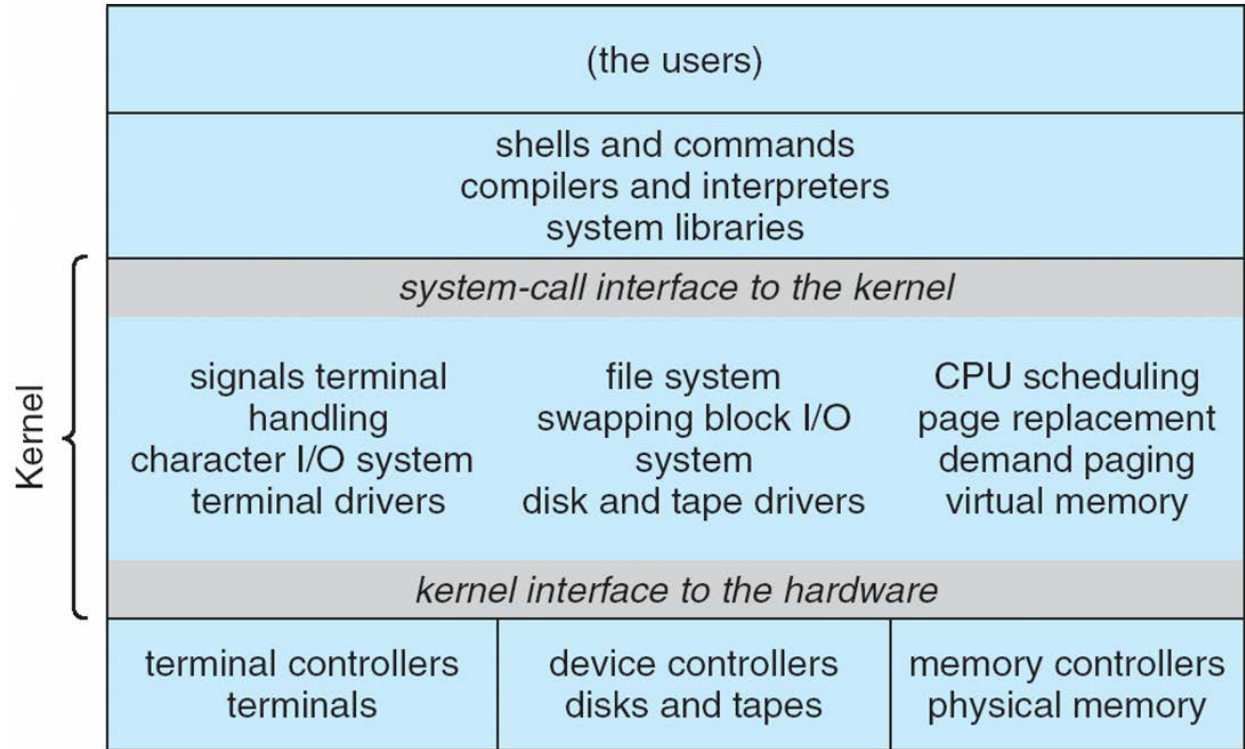 (the users)
shells and commands
compilers and interpreters
system libraries
Kernel
system-call interface to the kernel
signals terminal
handling
character I/O system
terminal drivers
file system
swapping block I/O
system
disk and tape drivers
CPU scheduling
page replacement
demand paging
virtual memory
kernel interface to the hardware
terminal controllers
terminals
device controllers
disks and tapes
memory controllers
physical memory